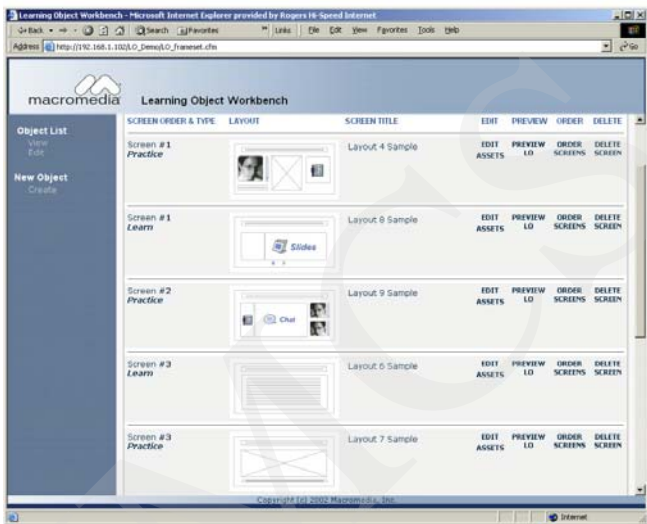 Learning Object Workbench - Microsoft Internet Explorer provided by Rogers Hi-Speed Internet
Back Search Favorites Links File Edit View Favorites Tools Help
Address http://192.168.1.102/LO_Demo/LO_frameset.cfm Go
macromedia Learning Object Workbench
SCREEN ORDER & TYPE LAYOUT SCREEN TITLE EDIT PREVIEW ORDER DELETE
Object List
View
Edit
New Object
Create
Screen #1 Layout 4 Sample EDIT PREVIEW ORDER DELETE
Practice ASSETS LO SCREENS SCREEN
Screen #1 Layout 8 Sample EDIT PREVIEW ORDER DELETE
Learn ASSETS LO SCREENS SCREEN
Slides
Screen #2 Layout 9 Sample EDIT PREVIEW ORDER DELETE
Practice ASSETS LO SCREENS SCREEN
Chat
Screen #3 Layout 6 Sample EDIT PREVIEW ORDER DELETE
Learn ASSETS LO SCREENS SCREEN
Screen #3 Layout 7 Sample EDIT PREVIEW ORDER DELETE
Practice ASSETS LO SCREENS SCREEN
Copyright (c) 2002 Macromedia, Inc.
Internet